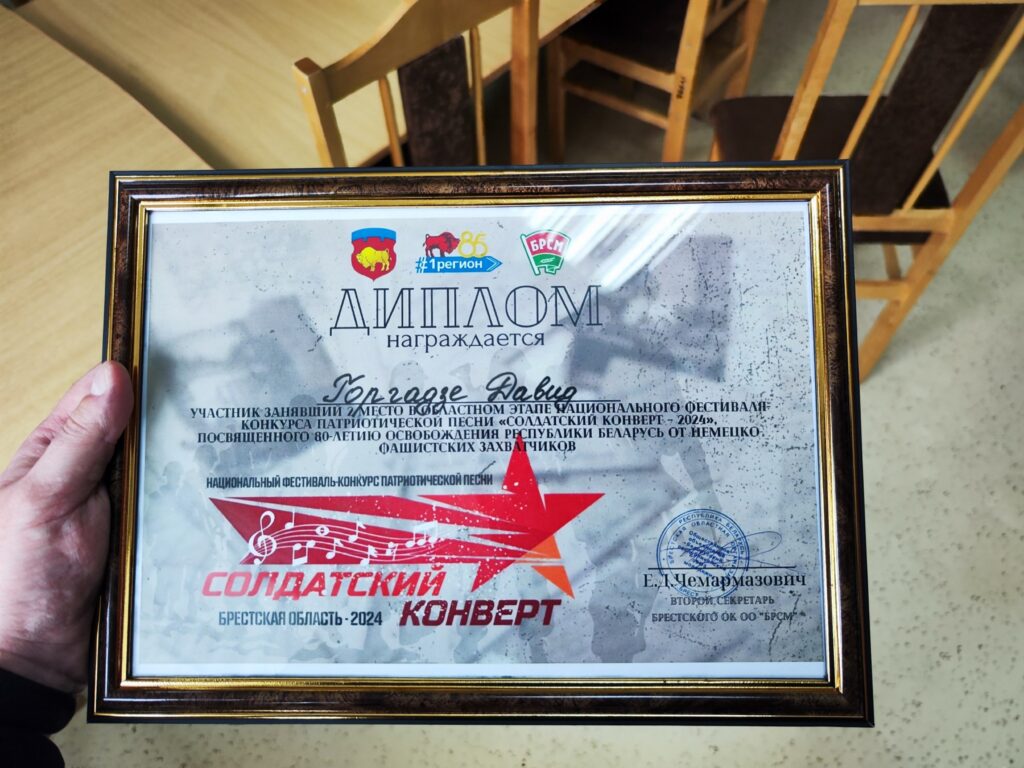 86
#1регион
БРСМ
ДИПЛОМ
награждается
Горгадзе Давид
УЧАСТНИК ЗАНЯВШИЙ 2 МЕСТО В ОБЛАСТНОМ ЭТАПЕ НАЦИОНАЛЬНОГО ФЕСТИВАЛЯ-
КОНКУРСА ПАТРИОТИЧЕСКОЙ ПЕСНИ «СОЛДАТСКИЙ КОНВЕРТ - 2024»,
ПОСВЯЩЕННОГО 80-ЛЕТИЮ ОСВОБОЖДЕНИЯ РЕСПУБЛИКИ БЕЛАРУСЬ ОТ НЕМЕЦКО-
ФАШИСТСКИХ ЗАХВАТЧИКОВ
НАЦИОНАЛЬНЫЙ ФЕСТИВАЛЬ-КОНКУРС ПАТРИОТИЧЕСКОЙ ПЕСНИ
СОЛДАТСКИЙ
КОНВЕРТ
БРЕСТСКАЯ ОБЛАСТЬ - 2024
Е.Д.Чемармазович
ВТОРОЙ СЕКРЕТАРЬ
БРЕСТСКОГО ОК ОО "БРСМ"